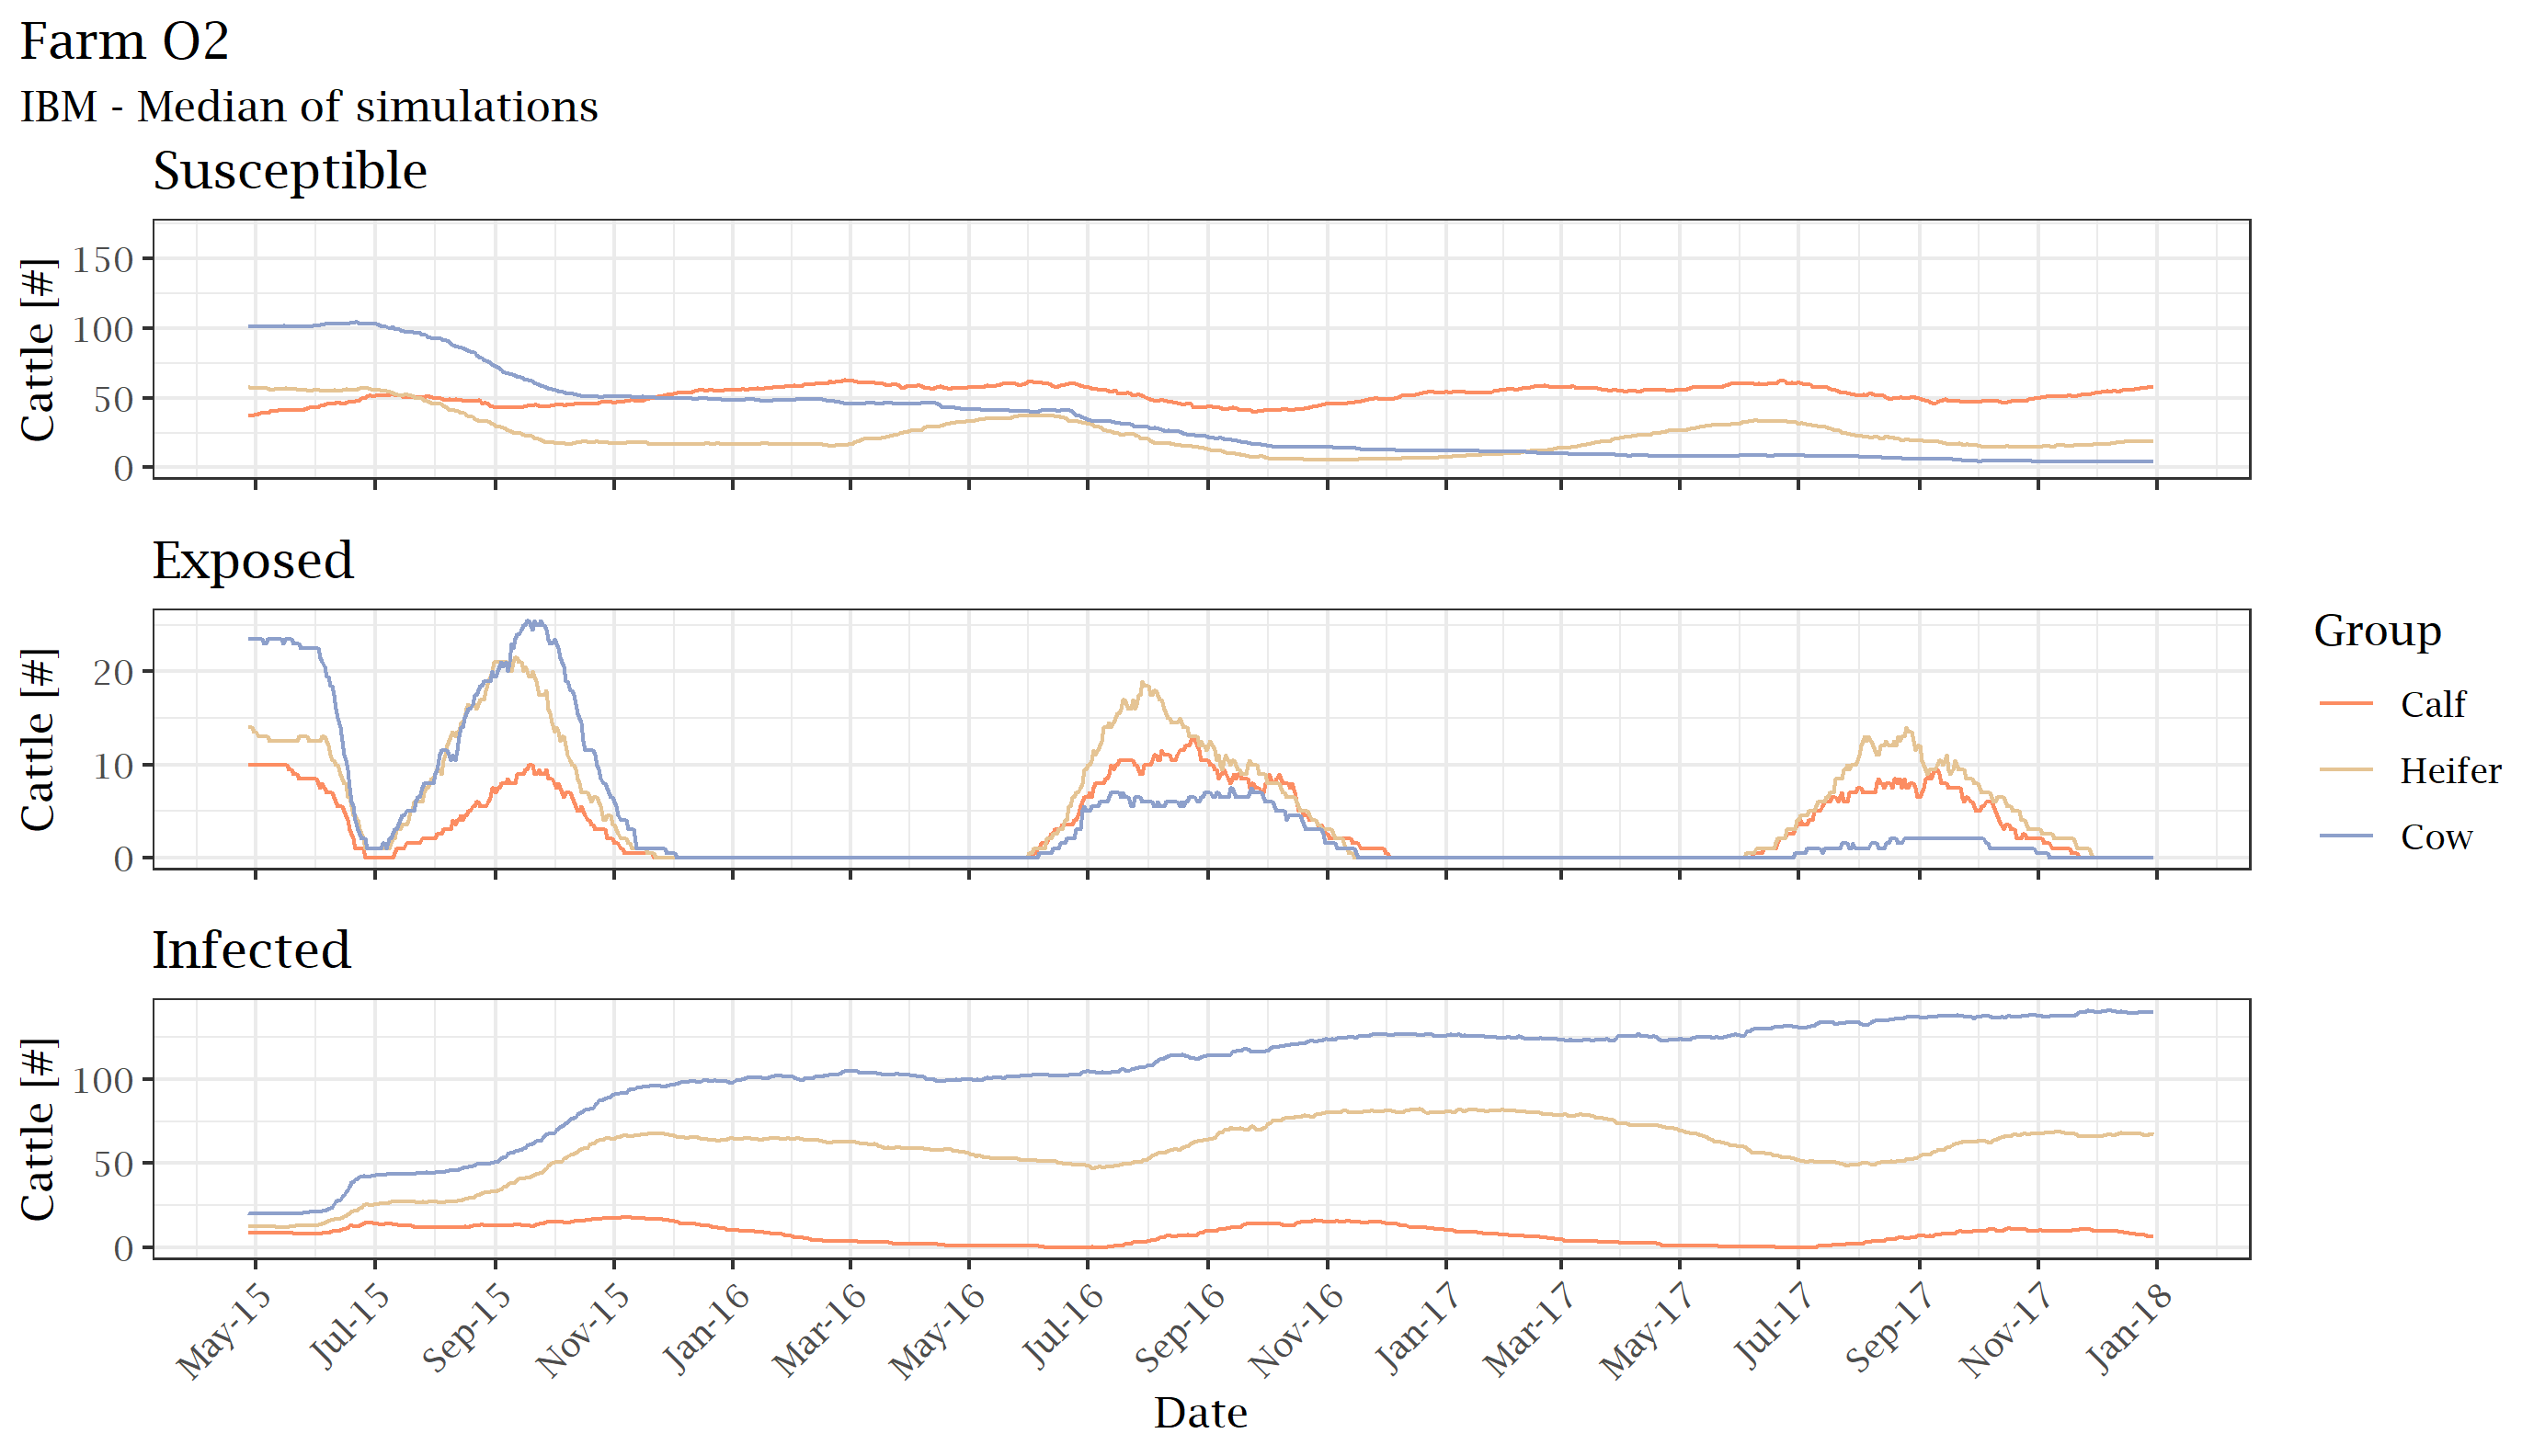 Farm O2
IBM - Median of simulations
Susceptible
Cattle [#]
150
100
50
0
Exposed
Cattle [#]
20
10
0
Group
Calf
Heifer
Cow
Infected
Cattle [#]
100
50
0
May-15 Jul-15 Sep-15 Nov-15 Jan-16 Mar-16 May-16 Jul-16 Sep-16 Nov-16 Jan-17 Mar-17 May-17 Jul-17 Sep-17 Nov-17 Jan-18
Date